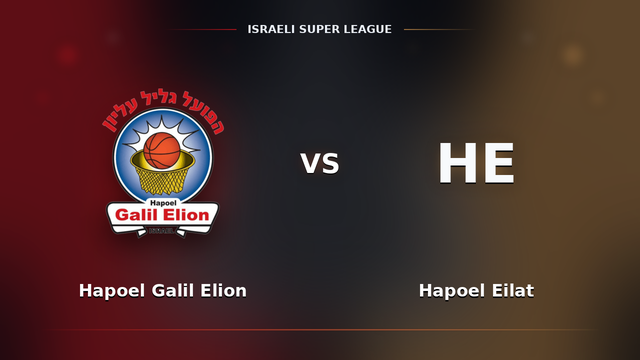 ISRAELI SUPER LEAGUE
הפועל גליל עליון
Hapoel
Galil Elion
VS
HE
Hapoel Galil Elion
Hapoel Eilat